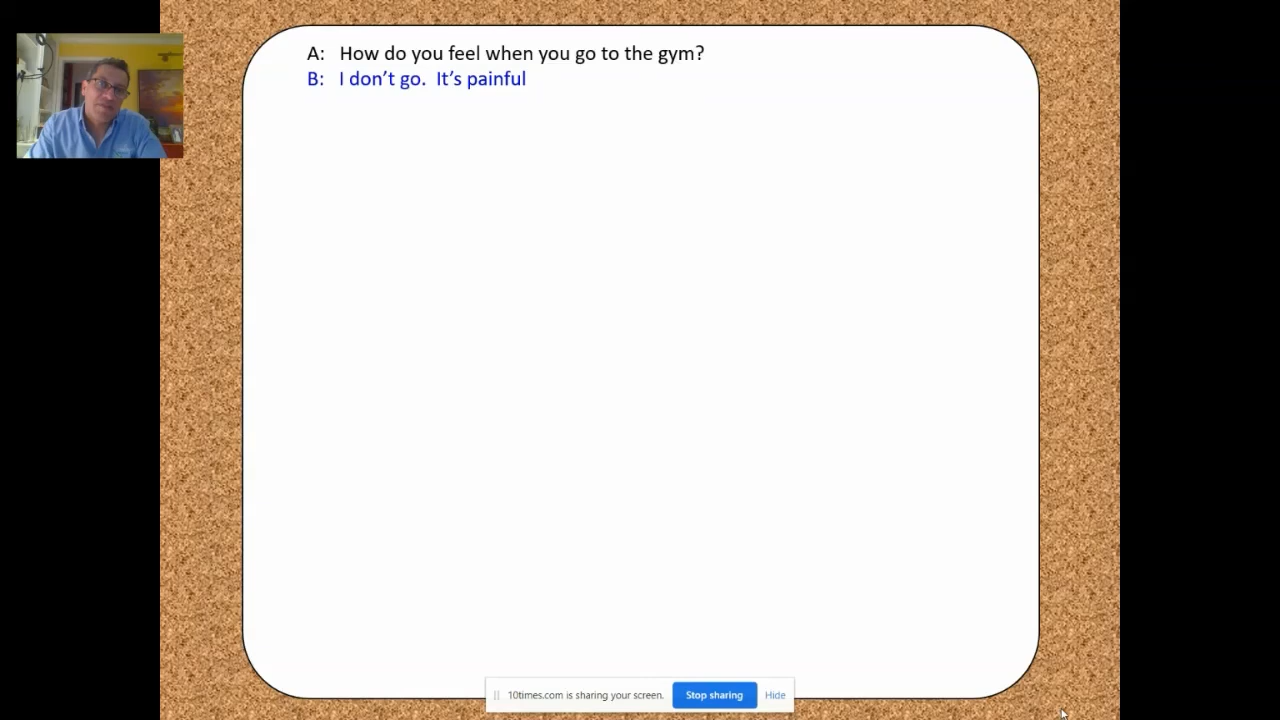 A: How do you feel when you go to the gym?
B: I don’t go. It’s painful
10times.com is sharing your screen. Stop sharing Hide